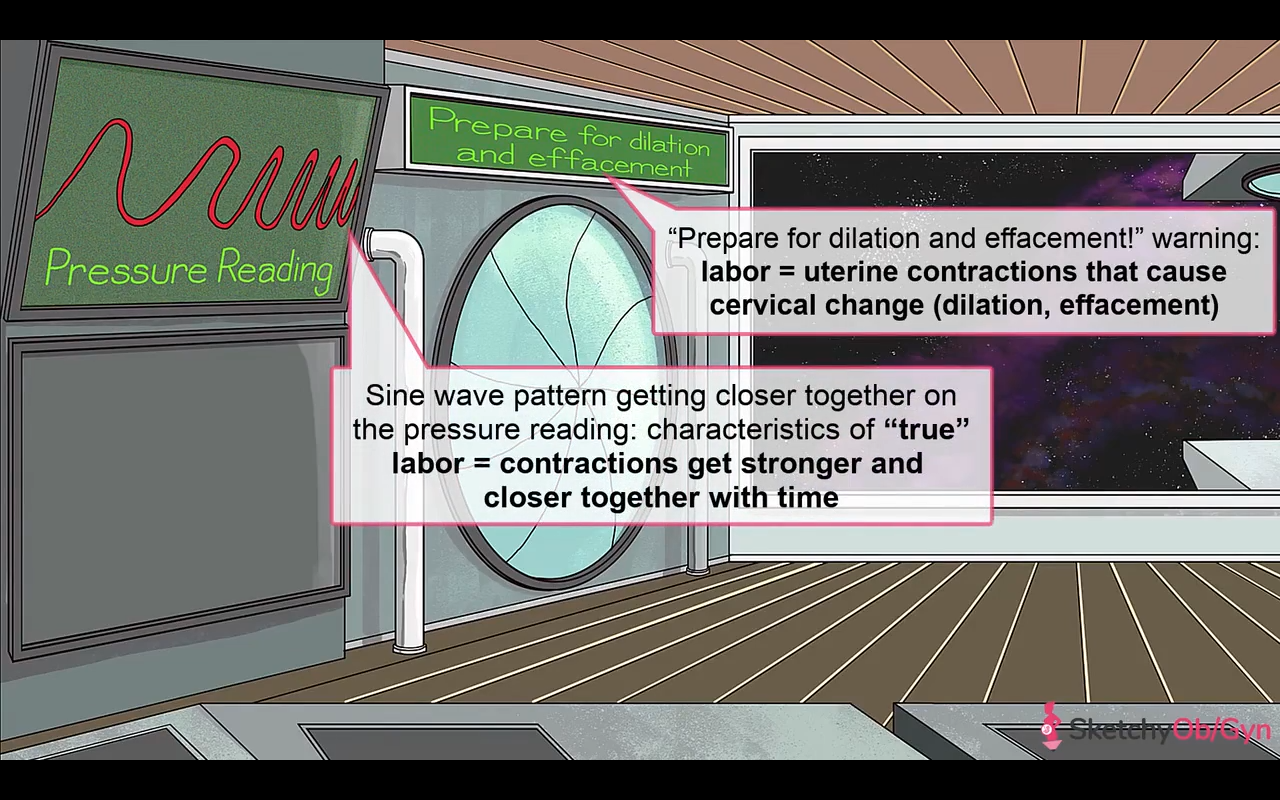 Prepare for dilation
and effacement
Pressure Reading
“Prepare for dilation and effacement!” warning:
labor = uterine contractions that cause
cervical change (dilation, effacement)
Sine wave pattern getting closer together on
the pressure reading: characteristics of “true”
labor = contractions get stronger and
closer together with time
SketchyOb/Gyn